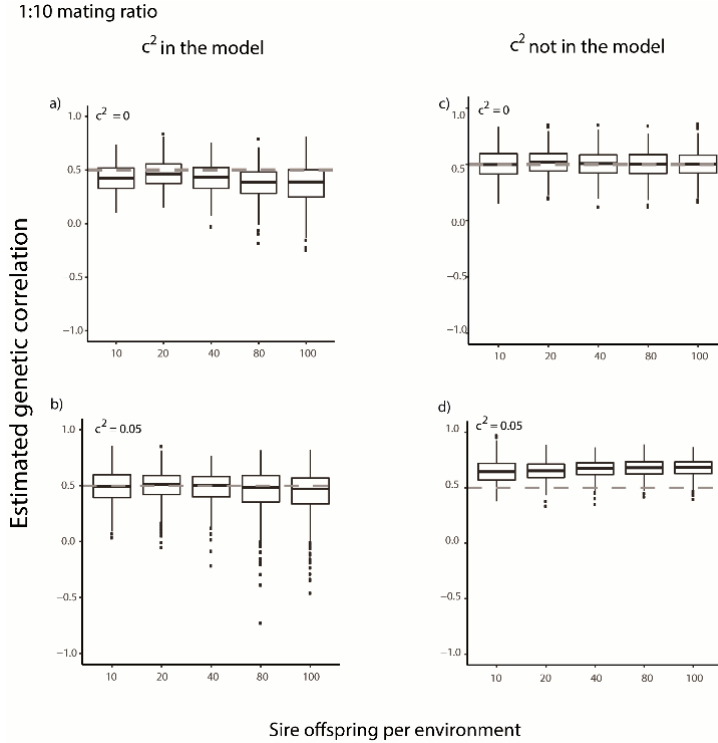 1:10 mating ratio
c² in the model
c² not in the model
Estimated genetic correlation
a)
c² = 0
1.0
0.5
0.0
0.5
−1.0
10 20 40 80 100
c)
c² = 0
1.0
0.5
0.0
−0.5
−1.0
10 20 40 80 100
b)
c² − 0.05
1.0
0.5
0.0
−0.5
−1.0
10 20 40 80 100
d)
c² = 0.05
1.0
0.5
0.0
−0.5
−1.0
10 20 40 80 100
Sire offspring per environment